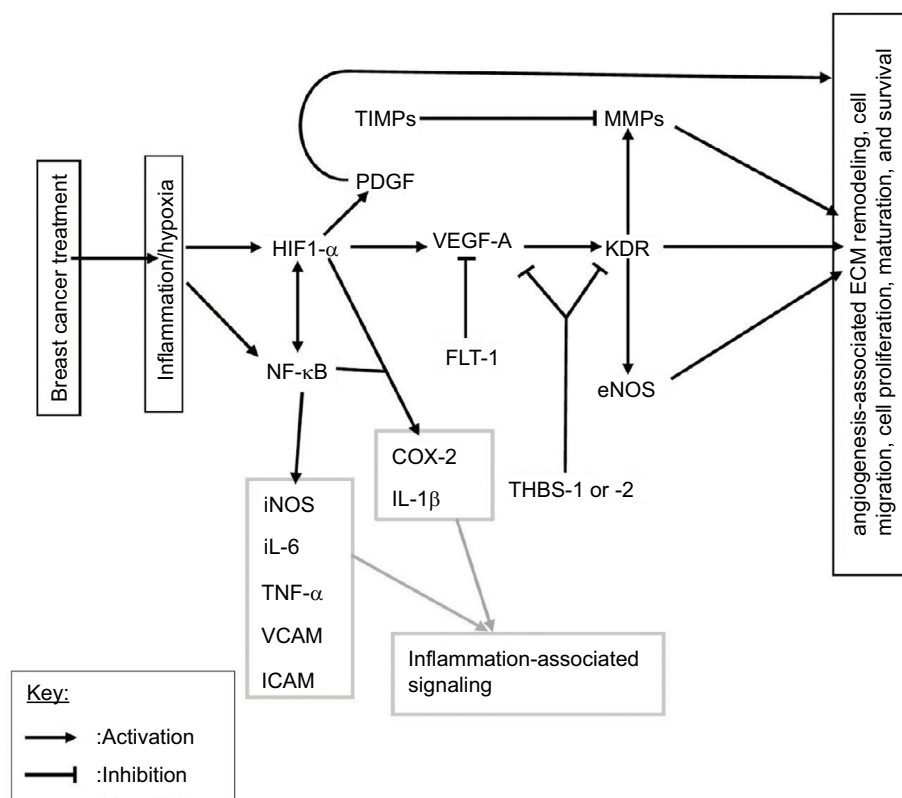 Breast cancer treatment
Inflammation/hypoxia
TIMPs
MMPs
PDGF
HIF1-α
VEGF-A
KDR
NF-κB
FLT-1
eNOS
COX-2
IL-1β
THBS-1 or -2
iNOS
iL-6
TNF-α
VCAM
ICAM
Inflammation-associated
signaling
angiogenesis-associated ECM remodeling, cell
migration, cell proliferation, maturation, and survival
Key:
:Activation
:Inhibition